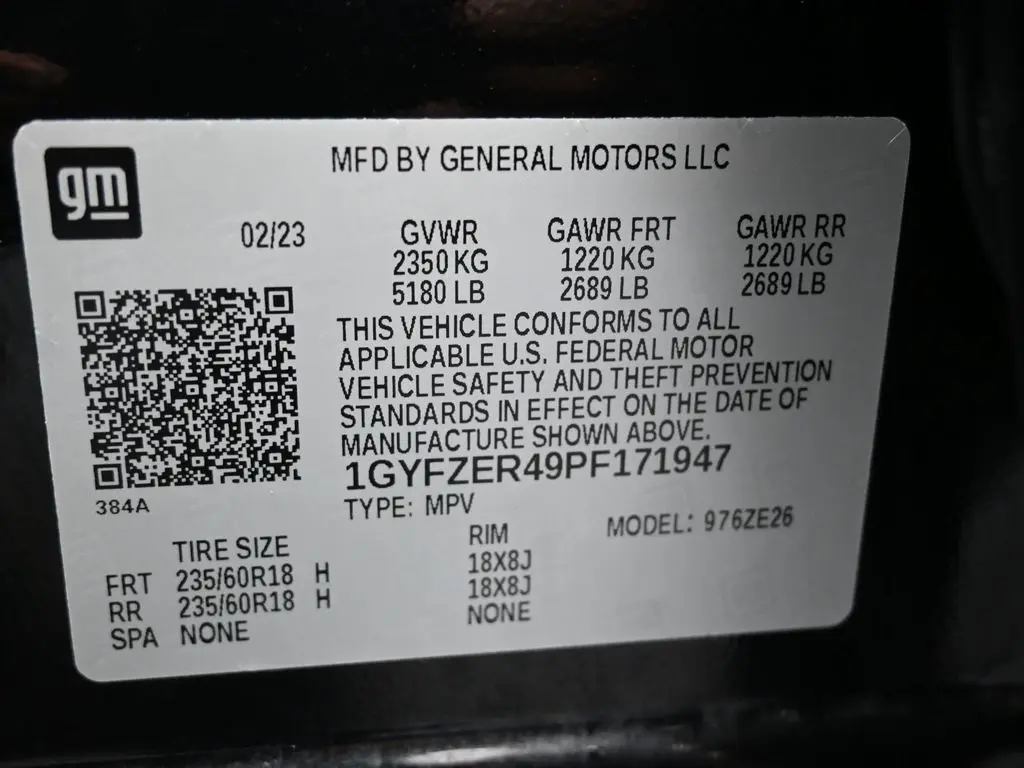 gm
MFD BY GENERAL MOTORS LLC
02/23 GVWR GAWR FRT GAWR RR
2350 KG 1220 KG 1220 KG
5180 LB 2689 LB 2689 LB
THIS VEHICLE CONFORMS TO ALL
APPLICABLE U.S. FEDERAL MOTOR
VEHICLE SAFETY AND THEFT PREVENTION
STANDARDS IN EFFECT ON THE DATE OF
MANUFACTURE SHOWN ABOVE.
1GYFZER49PF171947
384A
TYPE: MPV MODEL: 976ZE26
TIRE SIZE RIM
FRT 235/60R18 H 18X8J
RR 235/60R18 H 18X8J
SPA NONE NONE